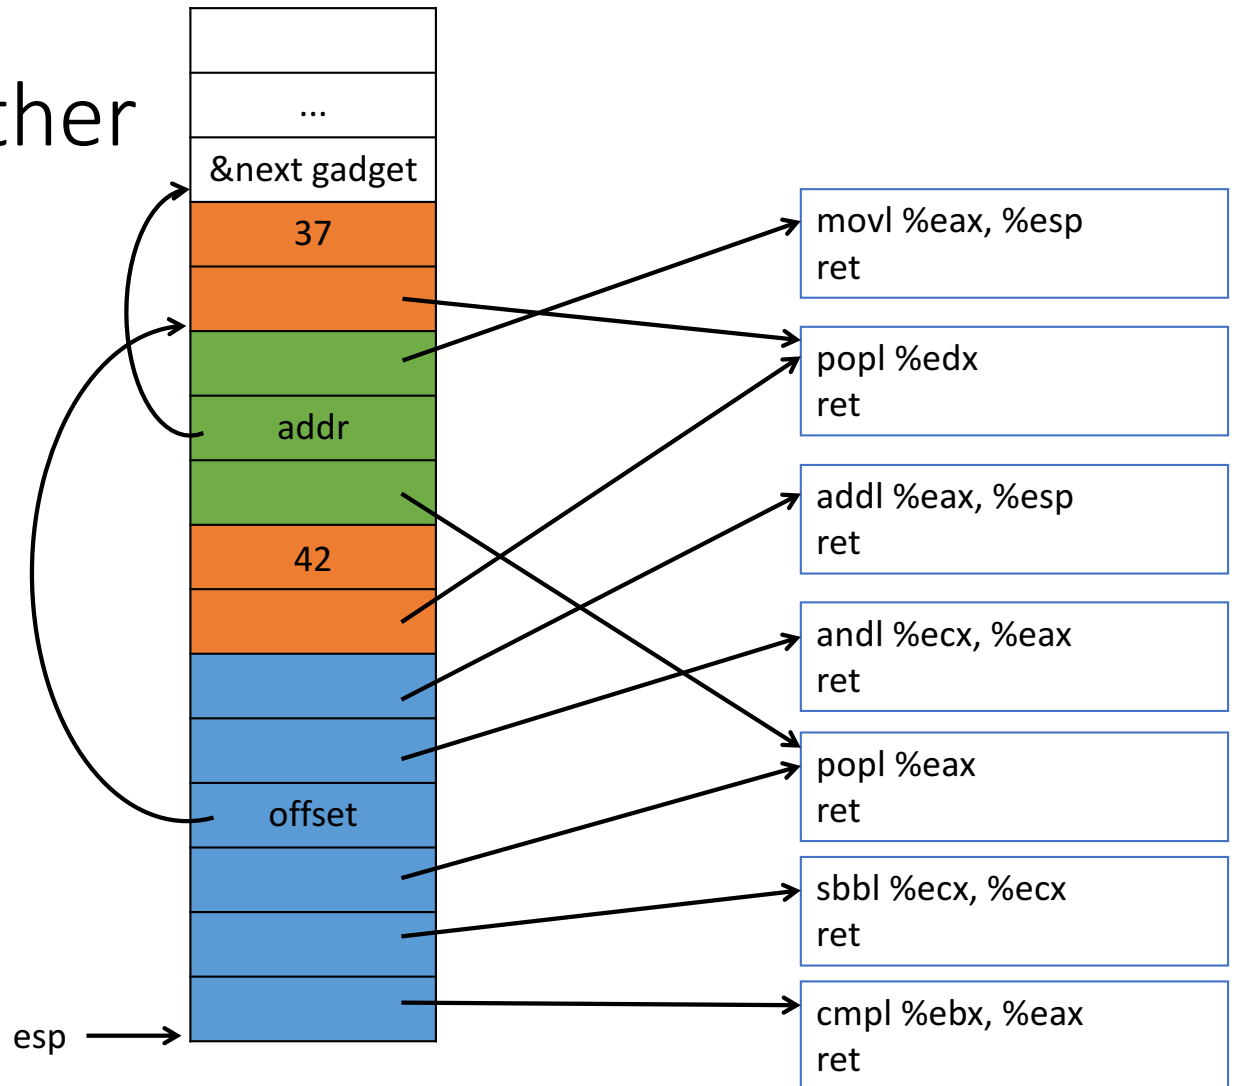 ther
...
&next gadget
37
addr
42
offset
esp
movl %eax, %esp
ret
popl %edx
ret
addl %eax, %esp
ret
andl %ecx, %eax
ret
popl %eax
ret
sbbl %ecx, %ecx
ret
cmpl %ebx, %eax
ret